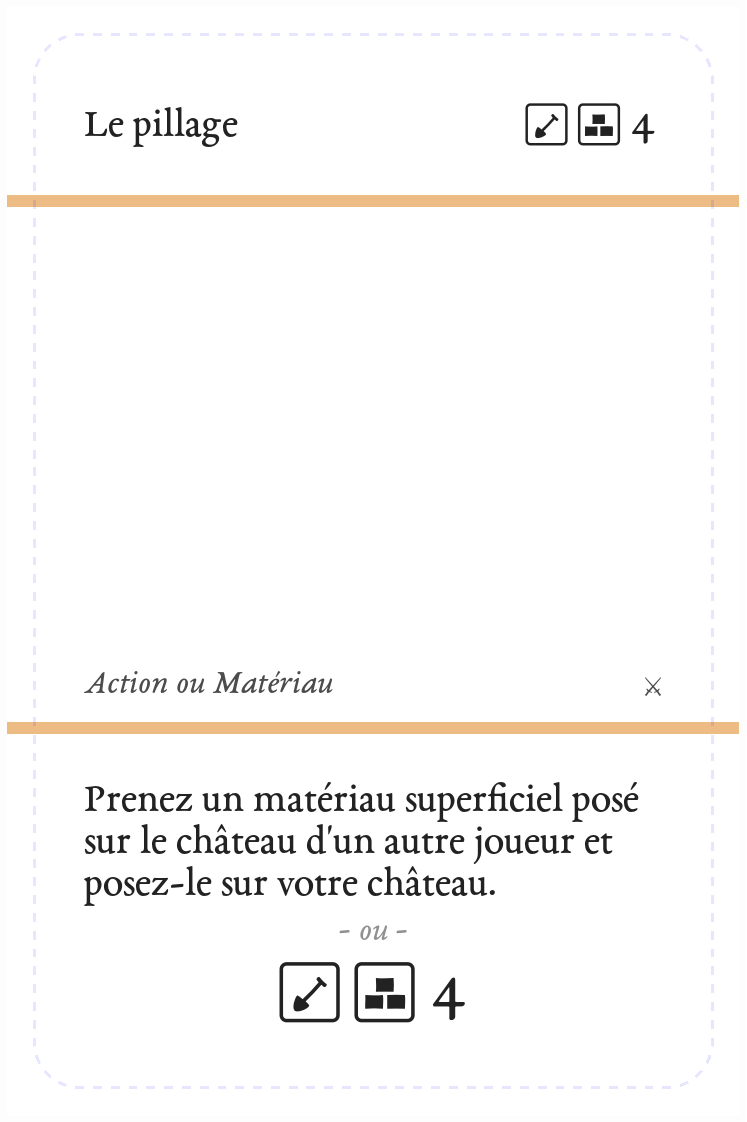 Le pillage 4
Action ou Matériau
Prenez un matériau superficiel posé
sur le château d'un autre joueur et
posez-le sur votre château.
- ou -
4